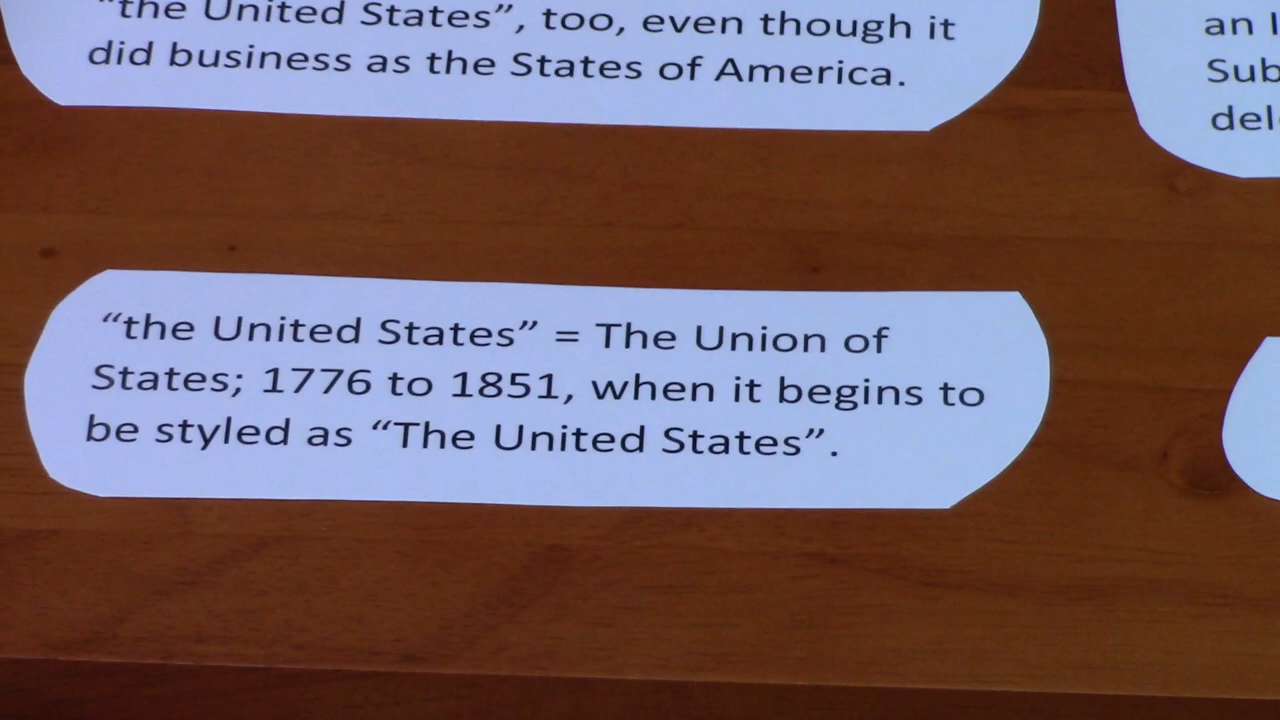 "the United States", too, even though it
did business as the States of America.
an
Sub
del
"the United States" = The Union of
States; 1776 to 1851, when it begins to
be styled as "The United States".